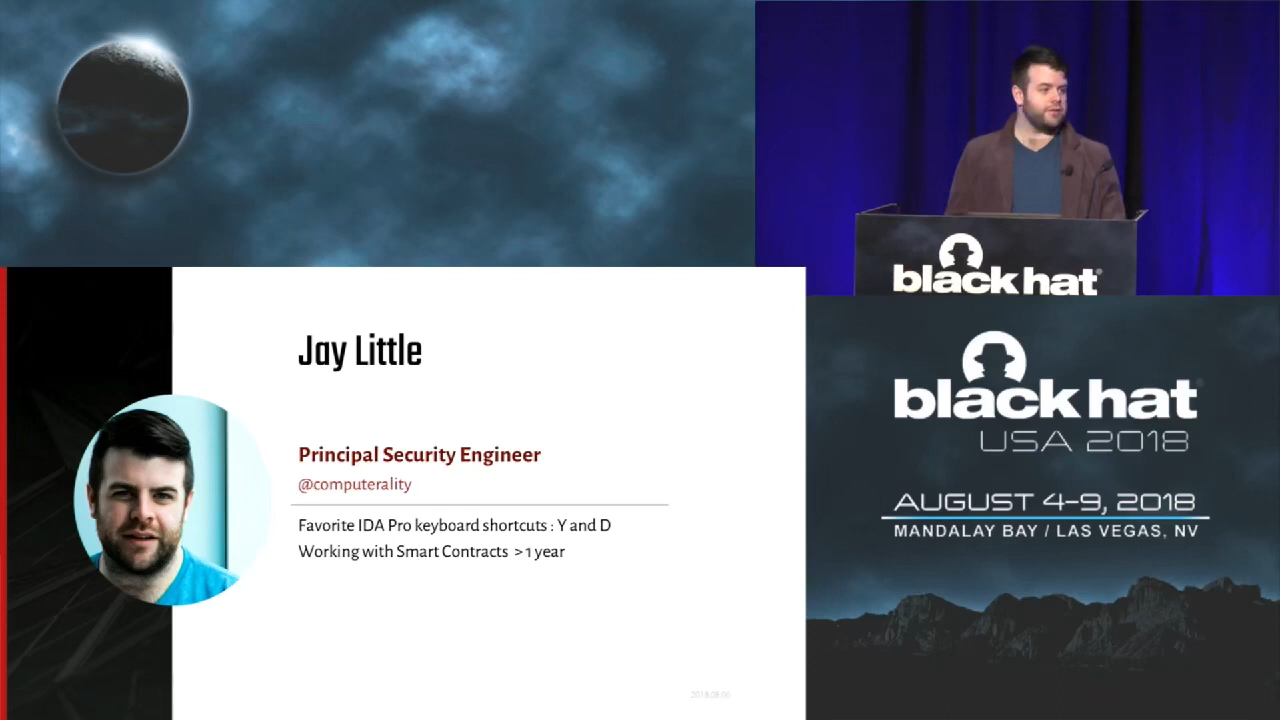 black hat
Jay Little
Principal Security Engineer
@computerality
Favorite IDA Pro keyboard shortcuts : Y and D
Working with Smart Contracts > 1 year
black hat
USA 2018
AUGUST 4-9, 2018
MANDALAY BAY / LAS VEGAS, NV